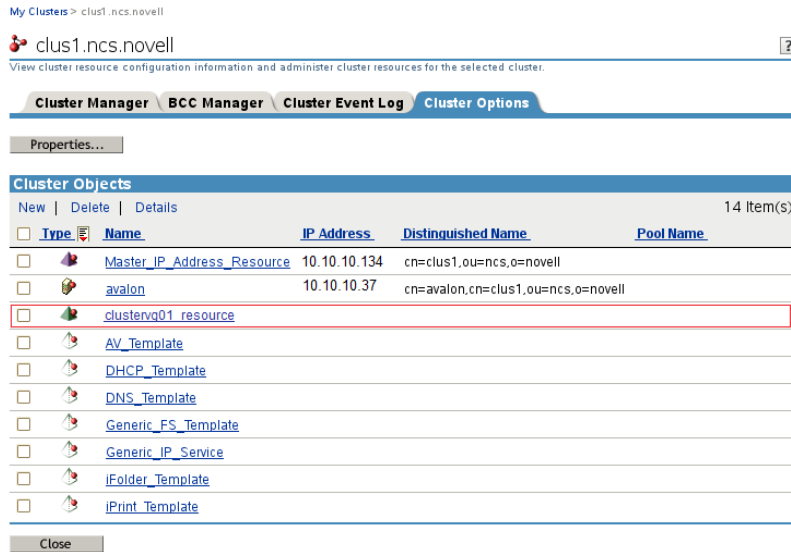 My Clusters > clus1.ncs.novell
clus1.ncs.novell ?
View cluster resource configuration information and administer cluster resources for the selected cluster.
Cluster Manager BCC Manager Cluster Event Log Cluster Options
Properties...
Cluster Objects
New | Delete | Details 14 Item(s)
Type Name IP Address Distinguished Name Pool Name
Master_IP_Address_Resource 10.10.10.134 cn=clus1,ou=ncs,o=novell
avalon 10.10.10.37 cn=avalon,cn=clus1,ou=ncs,o=novell
clustervg01_resource
AV_Template
DHCP_Template
DNS_Template
Generic_FS_Template
Generic_IP_Service
iFolder_Template
iPrint_Template
Close